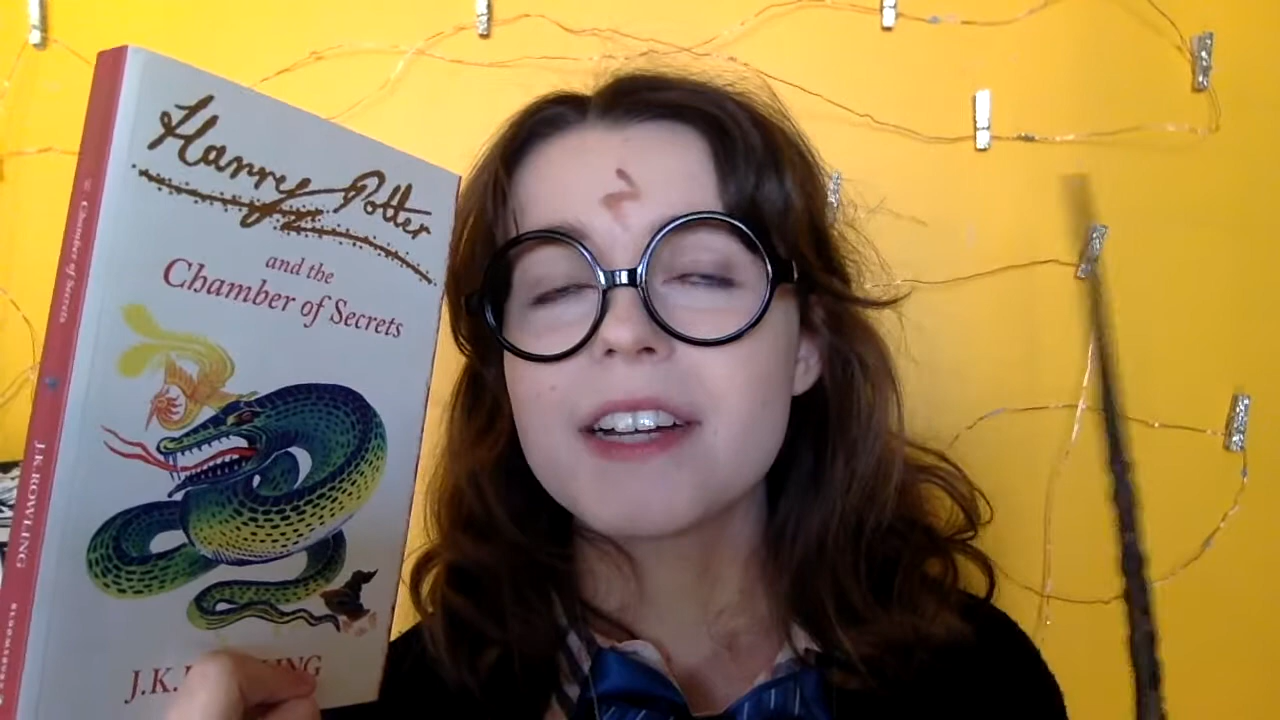 Harry Potter
and the
Chamber of Secrets
J.K.
Chamber of Secrets
J.K.ROWLING